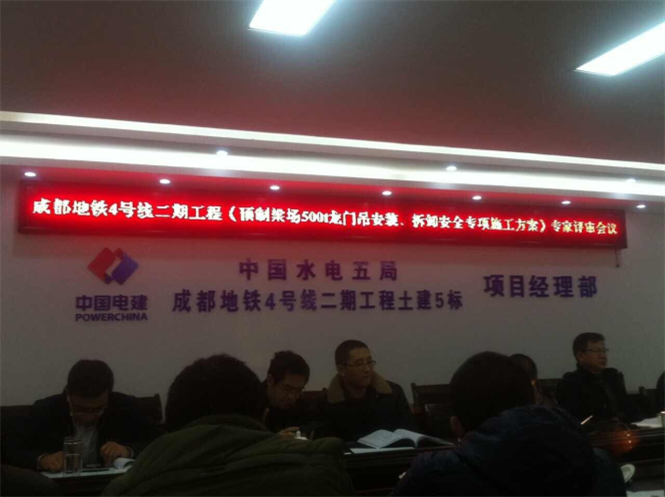 成都地铁4号线二期工程《预制梁场500t龙门吊安装、拆卸安全专项施工方案》专家评审会议
中国电建
POWERCHINA
中国水电五局
成都地铁4号线二期工程土建5标
项目经理部